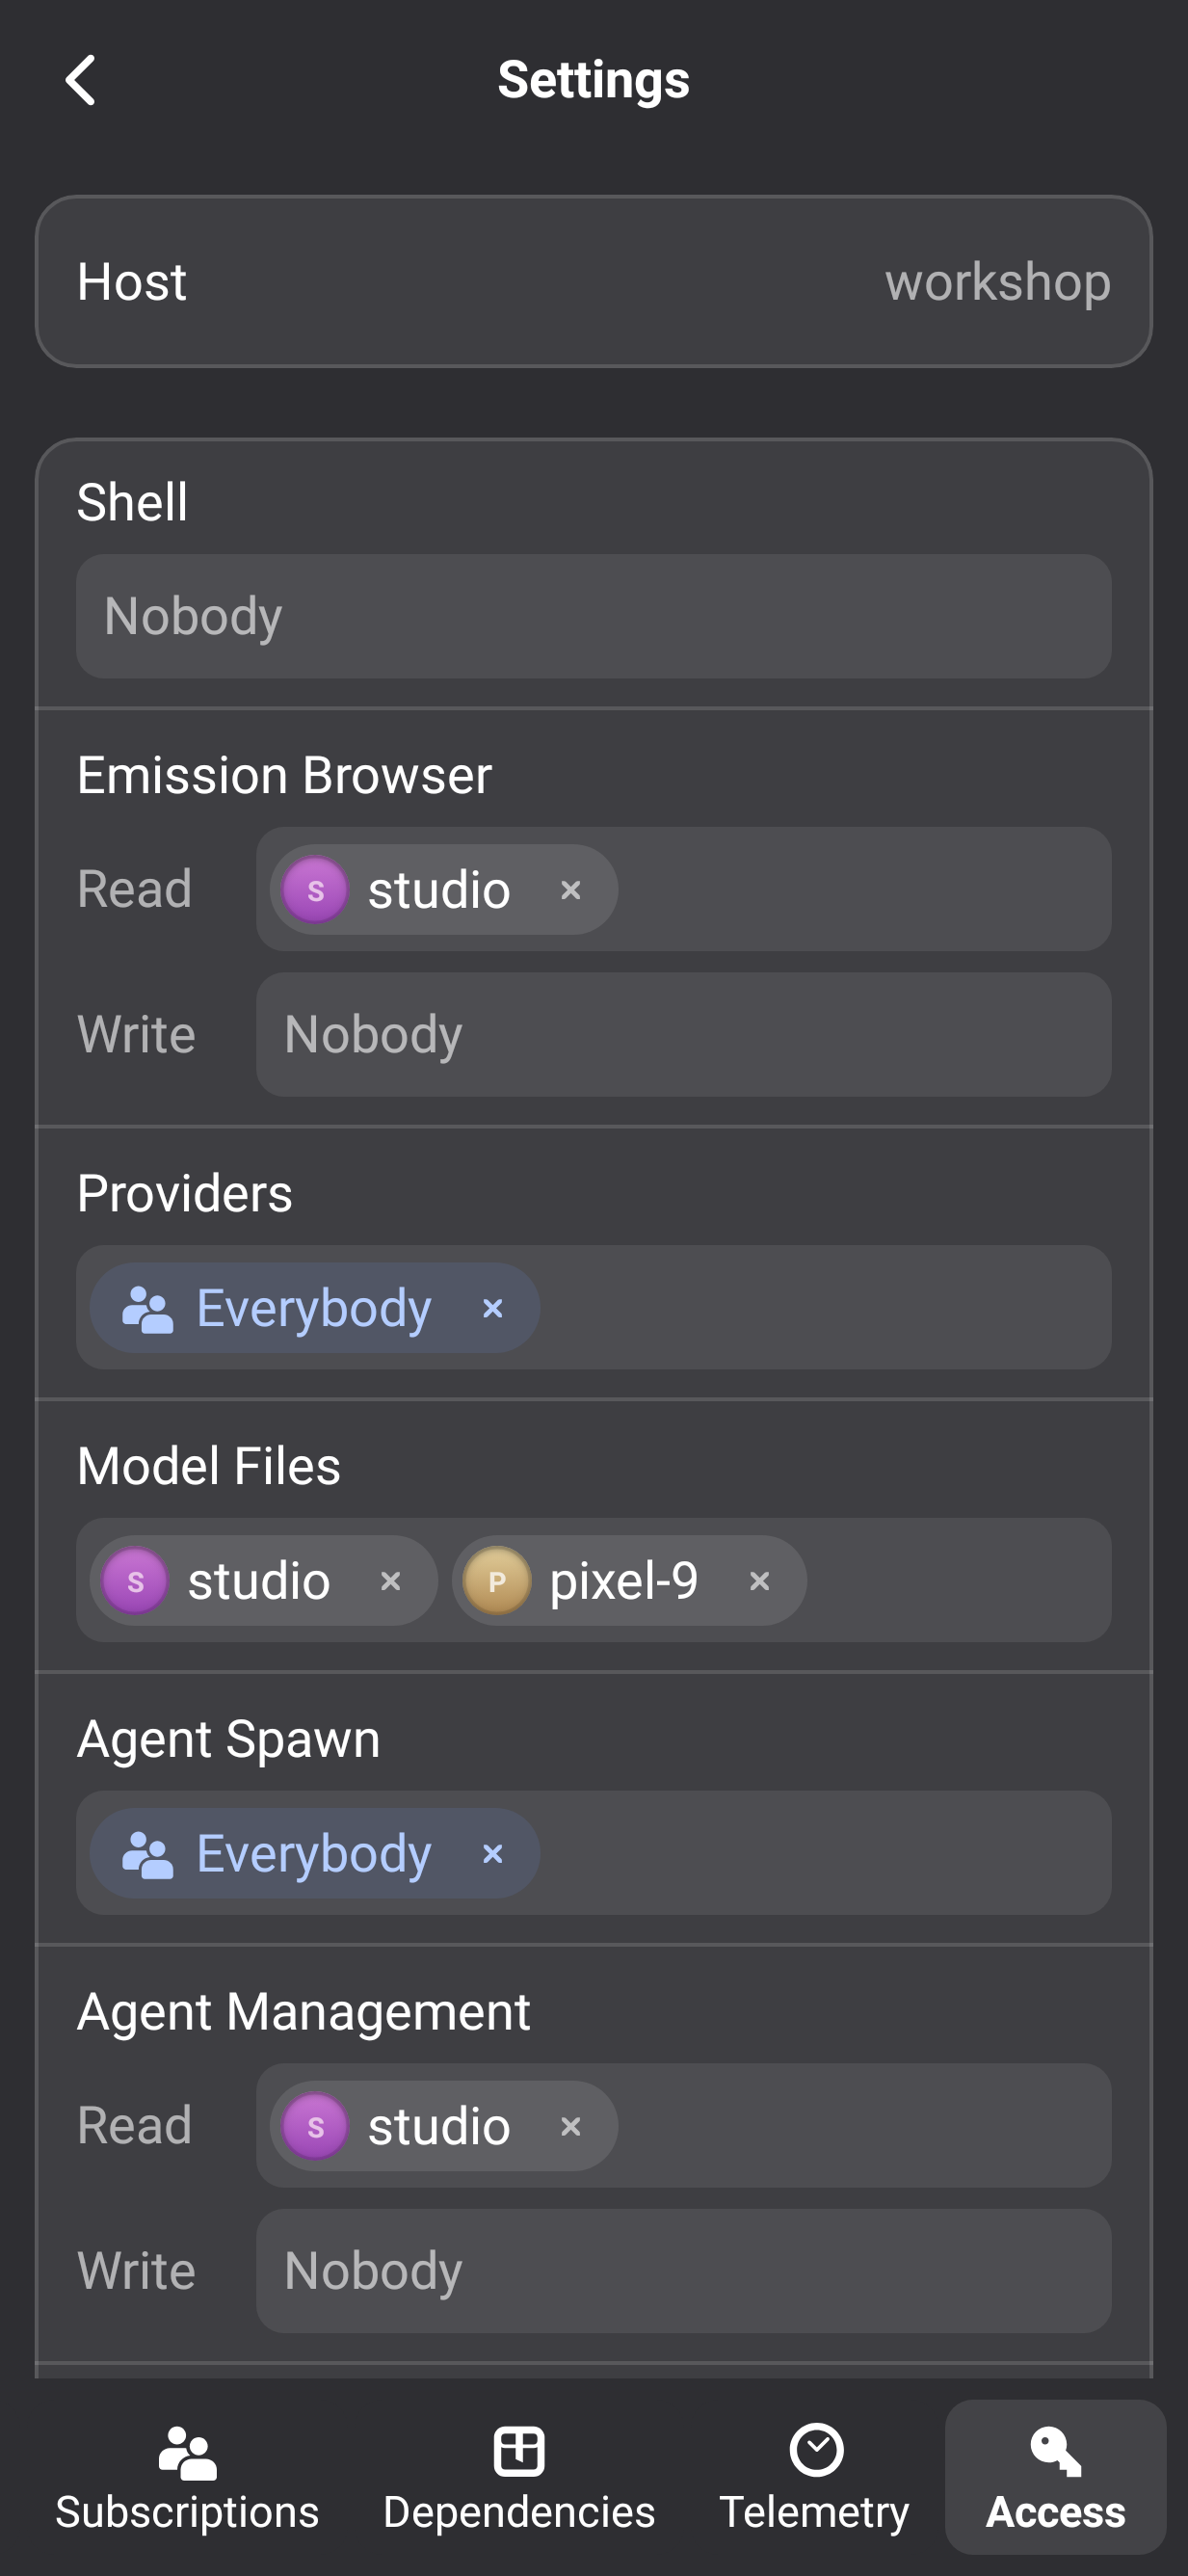 Settings
Host workshop
Shell
Nobody
Emission Browser
Read S studio ×
Write Nobody
Providers
Everybody ×
Model Files
S studio × P pixel-9 ×
Agent Spawn
Everybody ×
Agent Management
Read S studio ×
Write Nobody
Subscriptions Dependencies Telemetry Access